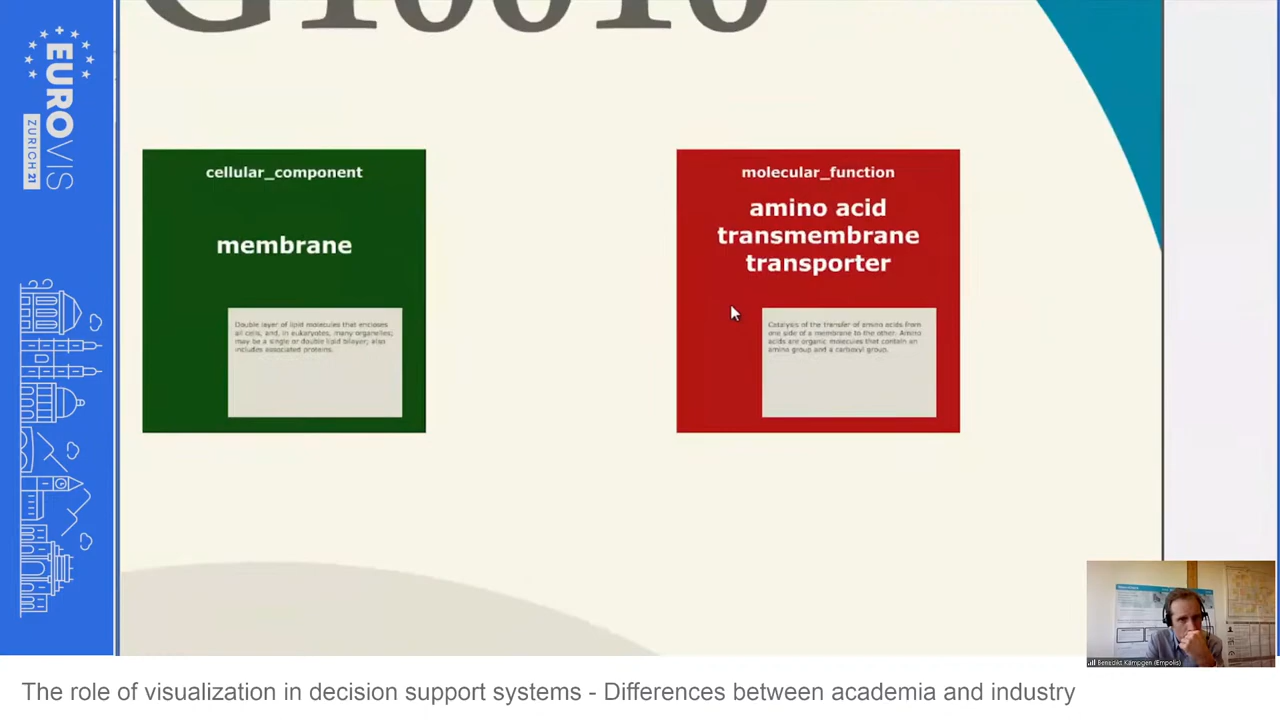 G10010
EUROVIS
ZURICH 21
cellular_component
membrane
Double layer of lipid molecules that encloses
all cells, and, in eukaryotes, many organelles;
may be a single or double lipid bilayer; also
includes associated proteins.
molecular_function
amino acid
transmembrane
transporter
Catalysis of the transfer of amino acids from
one side of a membrane to the other. Amino
acids are organic molecules that contain an
amino group and a carboxyl group.
Benedikt Kämpgen (Empolis)
The role of visualization in decision support systems - Differences between academia and industry